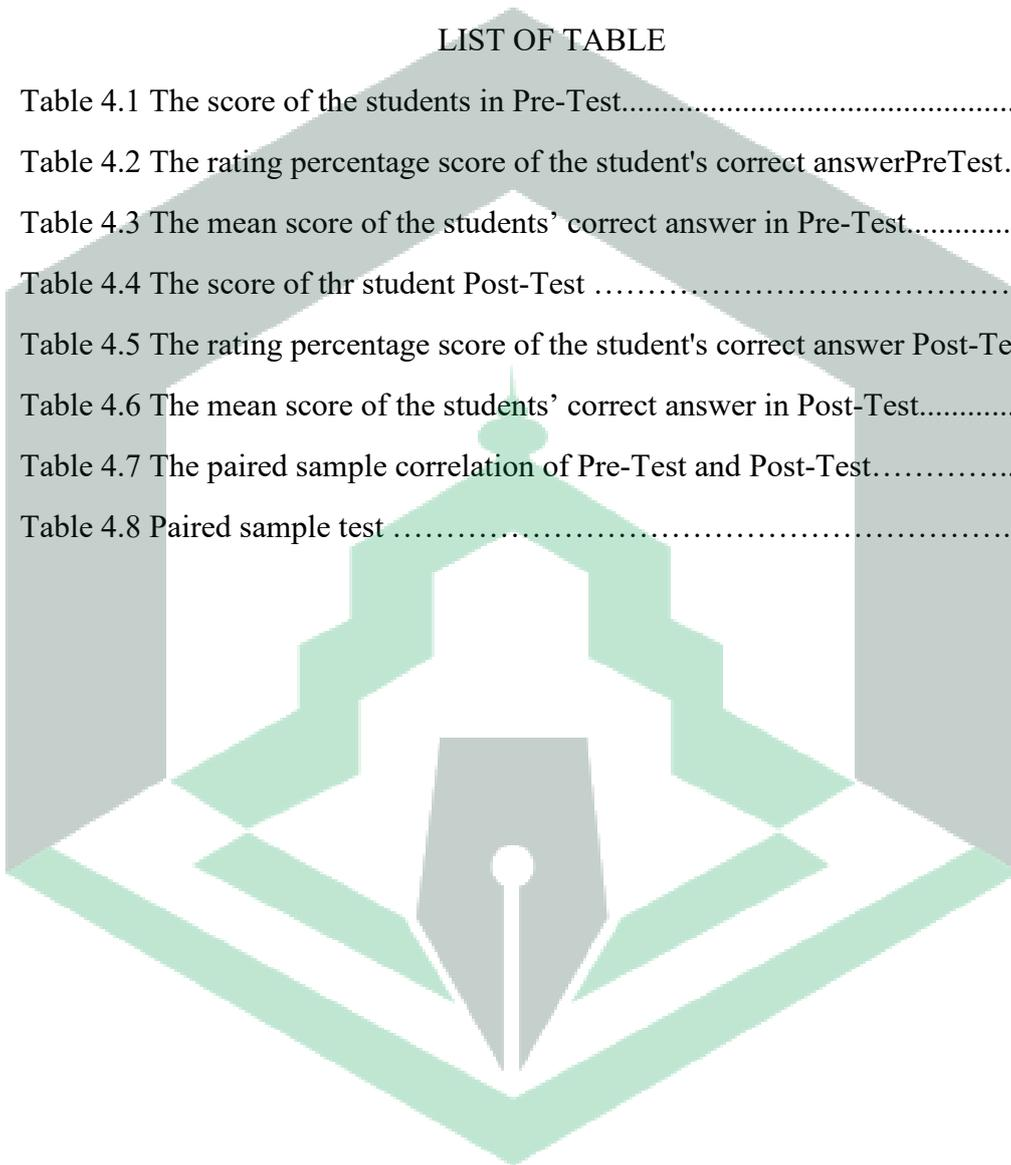 LIST OF TABLE
Table 4.1 The score of the students in Pre-Test..........................................
Table 4.2 The rating percentage score of the student's correct answerPreTest.
Table 4.3 The mean score of the students’ correct answer in Pre-Test...........
Table 4.4 The score of thr student Post-Test ……………………………………
Table 4.5 The rating percentage score of the student's correct answer Post-Te
Table 4.6 The mean score of the students’ correct answer in Post-Test..........
Table 4.7 The paired sample correlation of Pre-Test and Post-Test…………..
Table 4.8 Paired sample test …………………………………………………………..